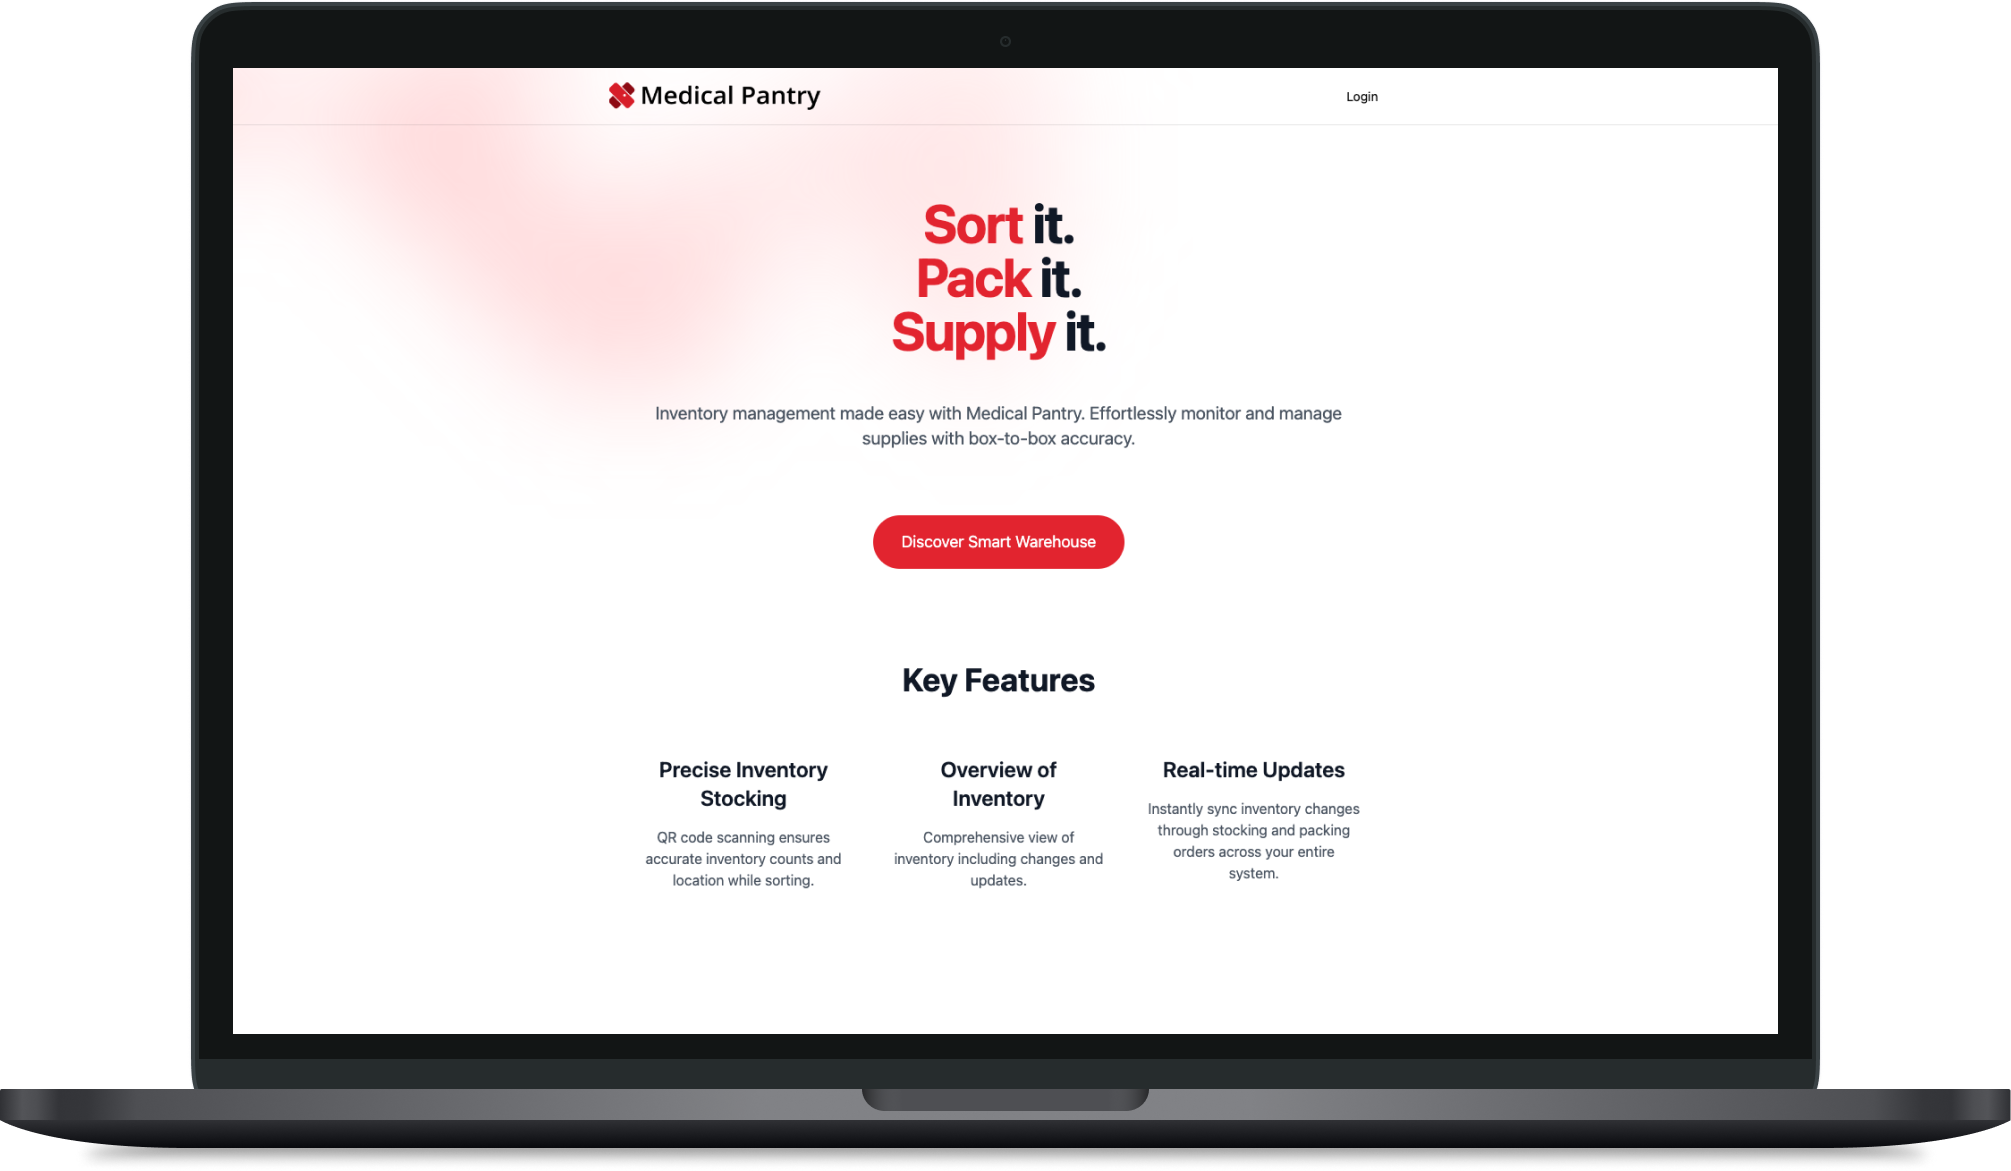 Medical Pantry
Login
Sort it.
Pack it.
Supply it.
Inventory management made easy with Medical Pantry. Effortlessly monitor and manage
supplies with box-to-box accuracy.
Discover Smart Warehouse
Key Features
Precise Inventory
Stocking
QR code scanning ensures
accurate inventory counts and
location while sorting.
Overview of
Inventory
Comprehensive view of
inventory including changes and
updates.
Real-time Updates
Instantly sync inventory changes
through stocking and packing
orders across your entire
system.